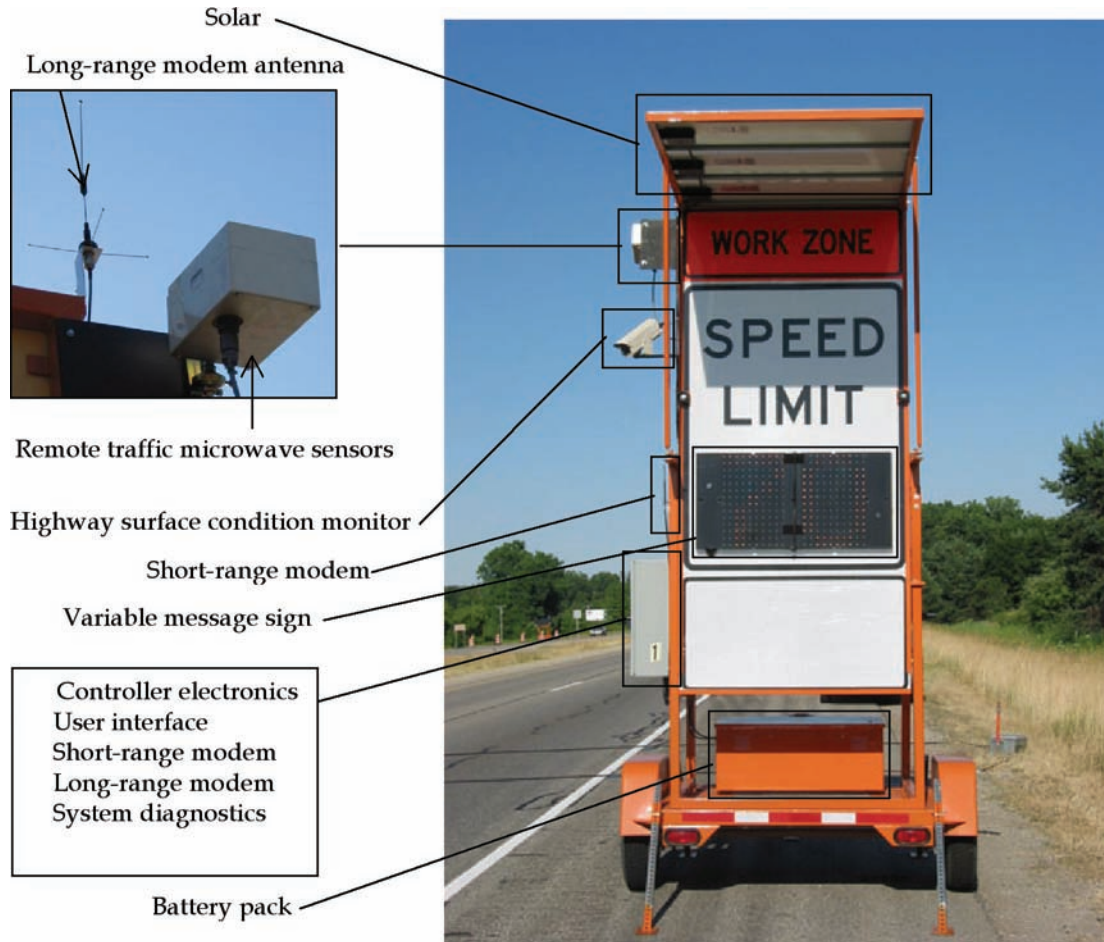 Solar
Long-range modem antenna
WORK ZONE
SPEED
LIMIT
Remote traffic microwave sensors
Highway surface condition monitor
Short-range modem
Variable message sign
1
Controller electronics
User interface
Short-range modem
Long-range modem
System diagnostics
Battery pack